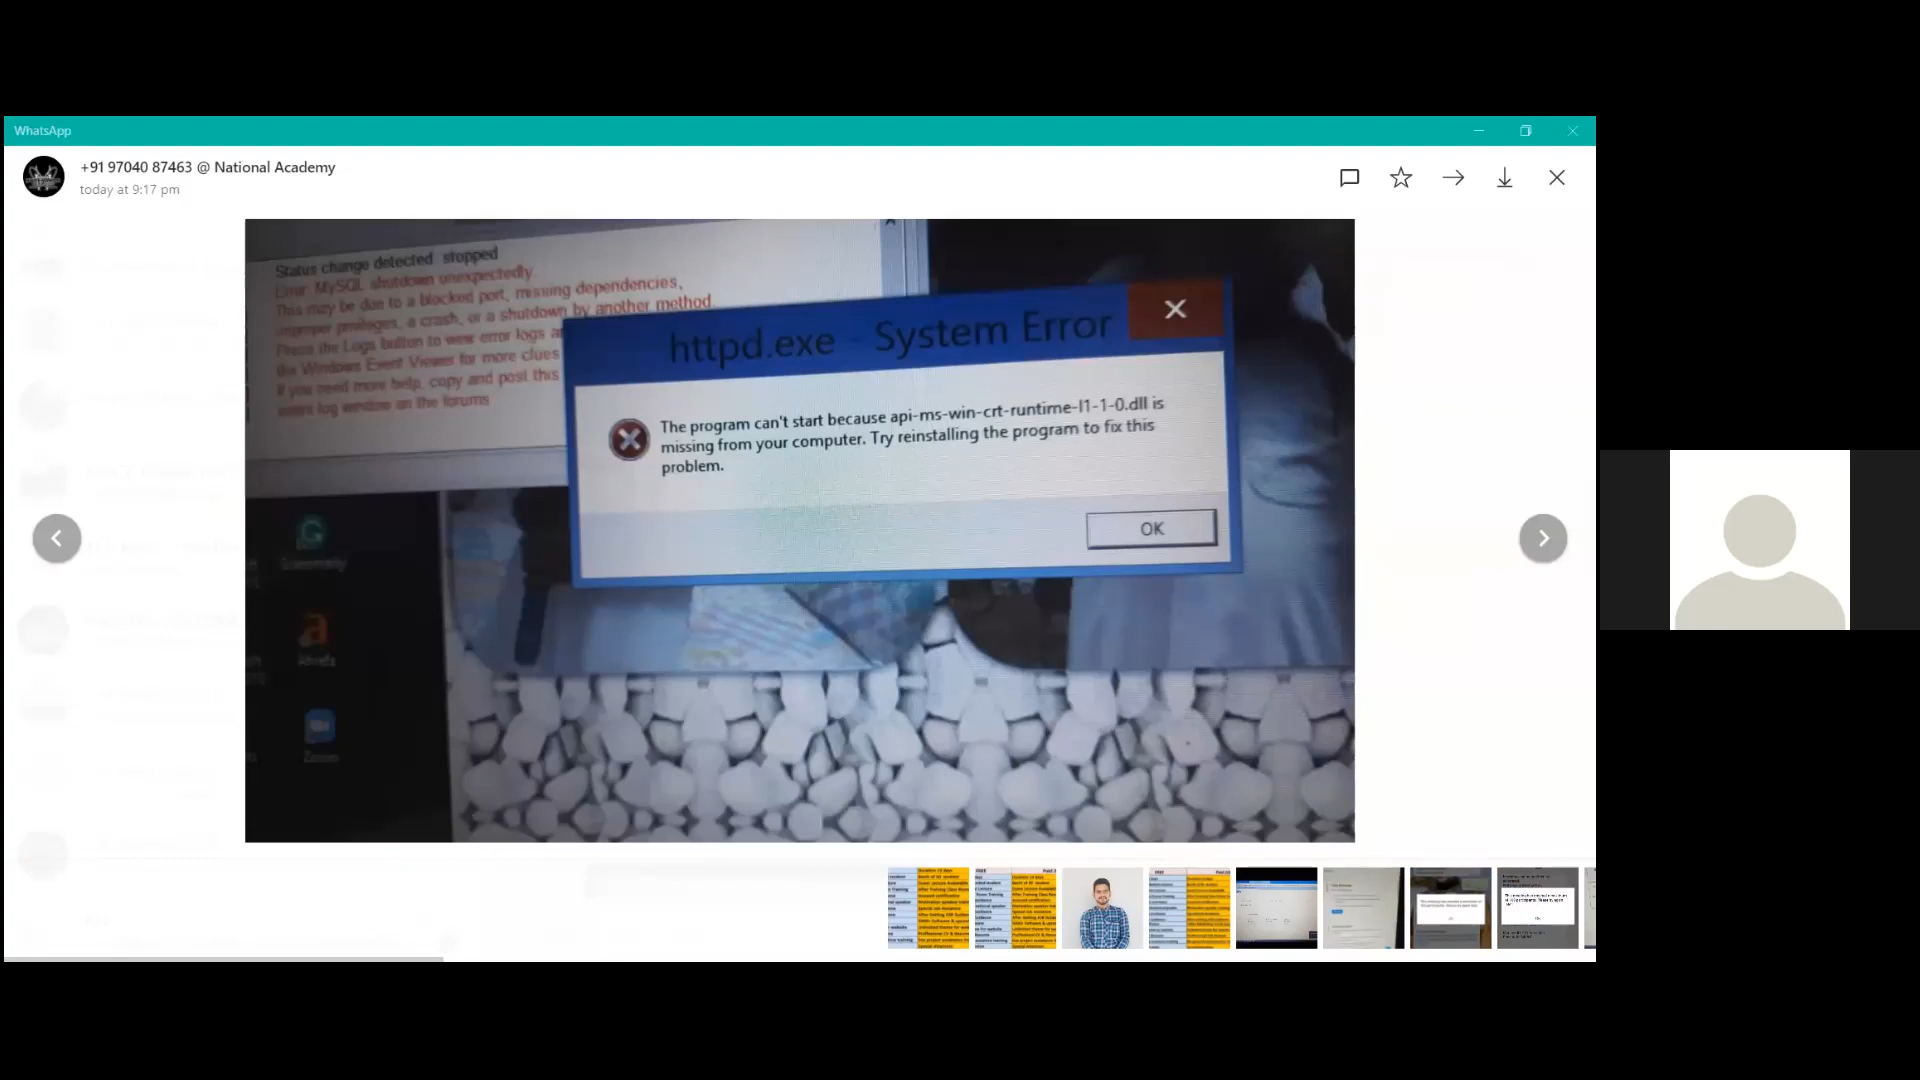 WhatsApp
+91 97040 87463 @ National Academy
today at 9:17 pm
Status change detected: stopped
Error: MySQL shutdown unexpectedly.
This may be due to a blocked port, missing dependencies,
improper privileges, a crash, or a shutdown by another method.
Press the Logs button to view error logs
the Windows Event Viewer for more clues
If you need more help, copy and post this
entire log window on the forums
httpd.exe - System Error
The program can't start because api-ms-win-crt-runtime-l1-1-0.dll is
missing from your computer. Try reinstalling the program to fix this
problem.
OK
Grammarly
Zoom